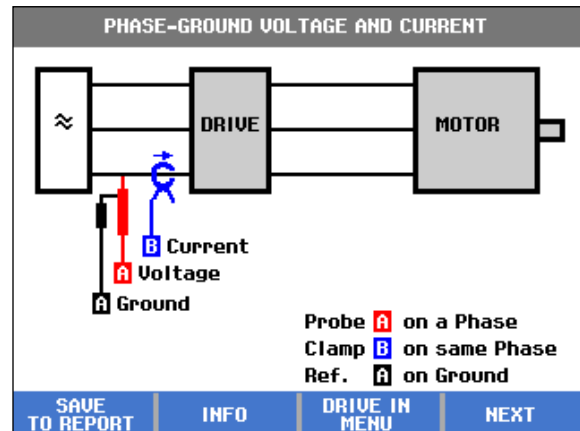 PHASE-GROUND VOLTAGE AND CURRENT
≈
DRIVE
MOTOR
B Current
A Voltage
A Ground
Probe A on a Phase
Clamp B on same Phase
Ref. A on Ground
SAVE
TO REPORT
INFO
DRIVE IN
MENU
NEXT